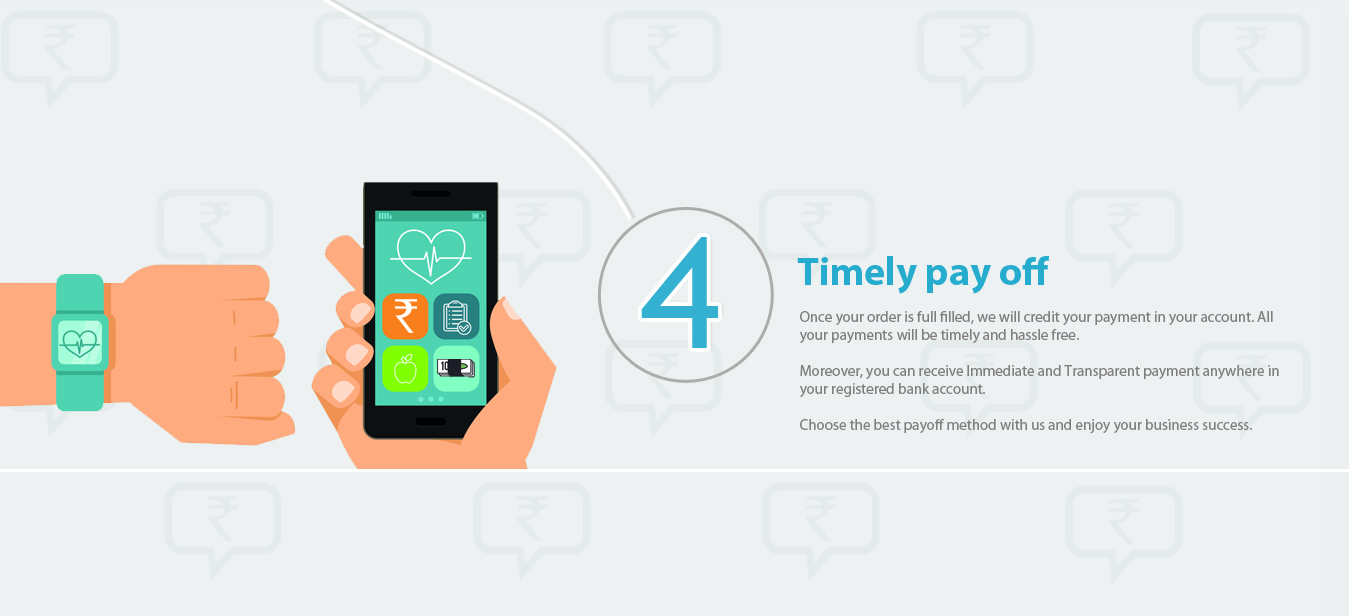 4
Timely pay off
Once your order is full filled, we will credit your payment in your account. All
your payments will be timely and hassle free.
Moreover, you can receive Immediate and Transparent payment anywhere in
your registered bank account.
Choose the best payoff method with us and enjoy your business success.
₹
10